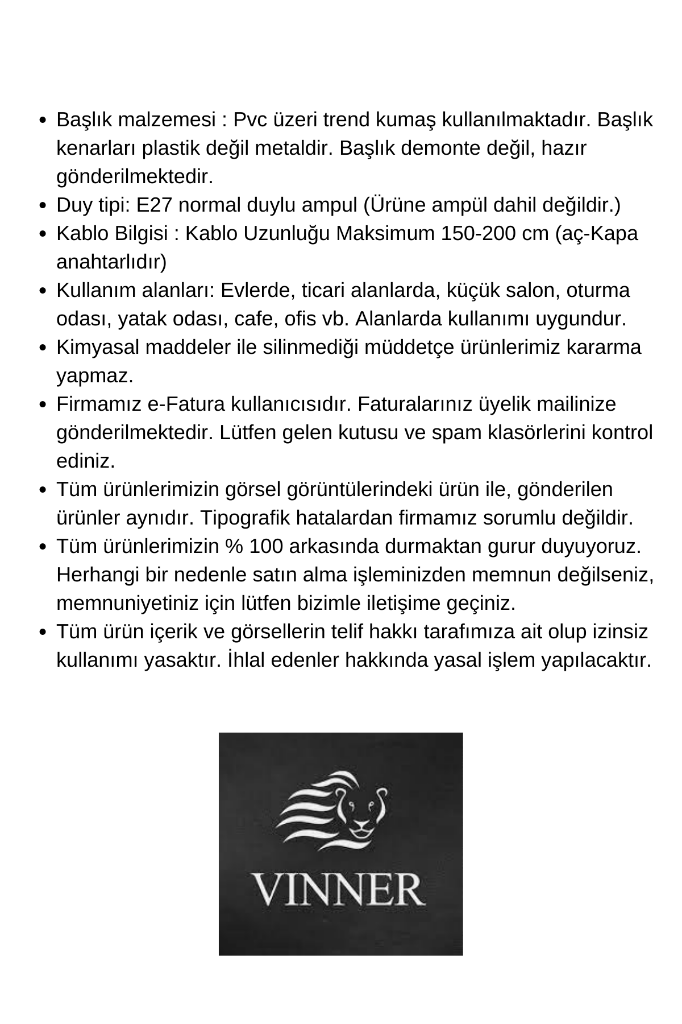 • Başlık malzemesi : Pvc üzeri trend kumaş kullanılmaktadır. Başlık
kenarları plastik değil metaldir. Başlık demonte değil, hazır
gönderilmektedir.
• Duy tipi: E27 normal duylu ampul (Ürüne ampül dahil değildir.)
• Kablo Bilgisi : Kablo Uzunluğu Maksimum 150-200 cm (aç-Kapa
anahtarlıdır)
• Kullanım alanları: Evlerde, ticari alanlarda, küçük salon, oturma
odası, yatak odası, cafe, ofis vb. Alanlarda kullanımı uygundur.
• Kimyasal maddeler ile silinmediği müddetçe ürünlerimiz kararma
yapmaz.
• Firmamız e-Fatura kullanıcısıdır. Faturalarınız üyelik mailinize
gönderilmektedir. Lütfen gelen kutusu ve spam klasörlerini kontrol
ediniz.
• Tüm ürünlerimizin görsel görüntülerindeki ürün ile, gönderilen
ürünler aynıdır. Tipografik hatalardan firmamız sorumlu değildir.
• Tüm ürünlerimizin % 100 arkasında durmaktan gurur duyuyoruz.
Herhangi bir nedenle satın alma işleminizden memnun değilseniz,
memnuniyetiniz için lütfen bizimle iletişime geçiniz.
• Tüm ürün içerik ve görsellerin telif hakkı tarafımıza ait olup izinsiz
kullanımı yasaktır. İhlal edenler hakkında yasal işlem yapılacaktır.
VINNER